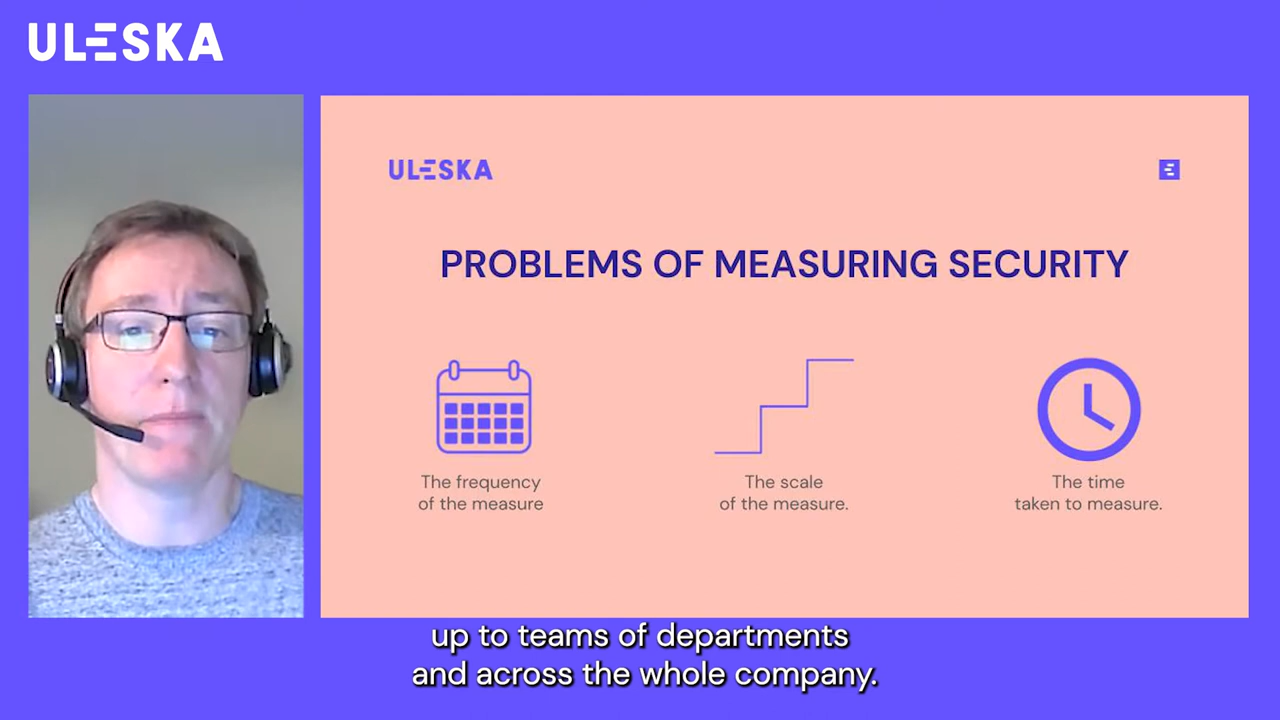 ULESKA
ULESKA
PROBLEMS OF MEASURING SECURITY
The frequency
of the measure
The scale
of the measure.
The time
taken to measure.
up to teams of departments
and across the whole company.